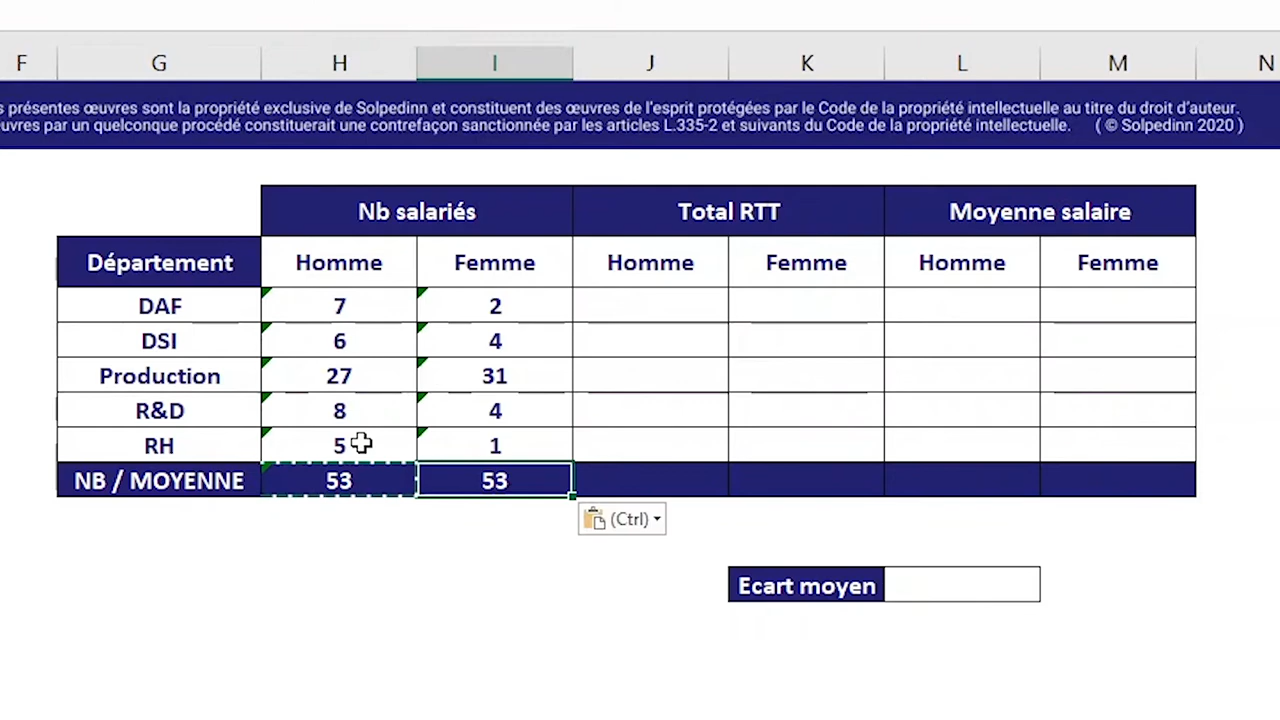 F G H I J K L M N
s présentes œuvres sont la propriété exclusive de Solpedinn et constituent des œuvres de l'esprit protégées par le Code de la propriété intellectuelle au titre du droit d'auteur.
uvres par un quelconque procédé constituerait une contrefaçon sanctionnée par les articles L.335-2 et suivants du Code de la propriété intellectuelle. ( © Solpedinn 2020 )
Nb salariés Total RTT Moyenne salaire
Département Homme Femme Homme Femme Homme Femme
DAF 7 2
DSI 6 4
Production 27 31
R&D 8 4
RH 5 1
NB / MOYENNE 53 53
(Ctrl)
Ecart moyen